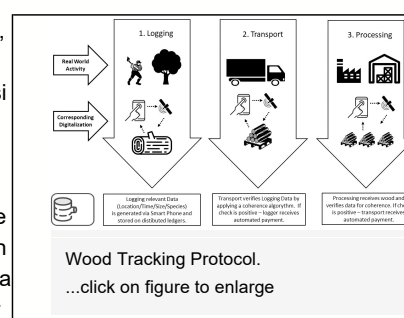 ,
si
e
n
a
1. Logging
2. Transport
3. Processing
Real World
Activity
Corresponding
Digitalization
Logging relevant Data
(Location/Time/Size/Species)
is generated via Smart Phone and
stored on distributed ledgers.
Transport verifies Logging Data by
applying a coherence algorithm. If
check is positive – logger receives
automated payment.
Processing receives wood and
verifies data for coherence. If che
is positive – transport receives
automated payment.
Wood Tracking Protocol.
...click on figure to enlarge